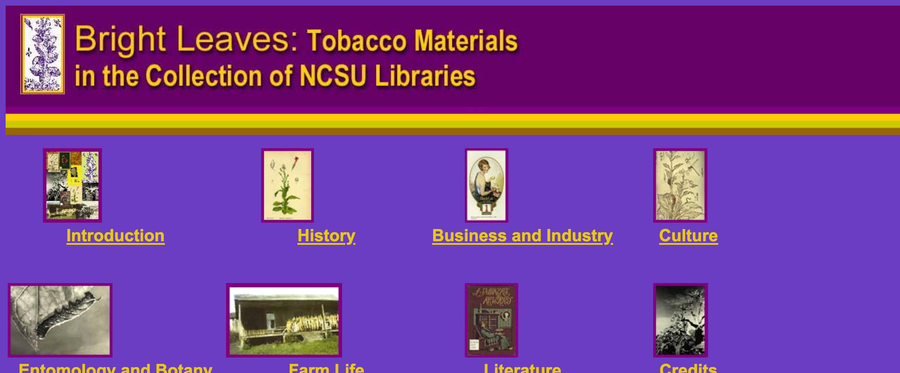 Bright Leaves: Tobacco Materials
in the Collection of NCSU Libraries
Introduction
History
Business and Industry
Culture
Entomology and Botany
Farm Life
Literature
Credits